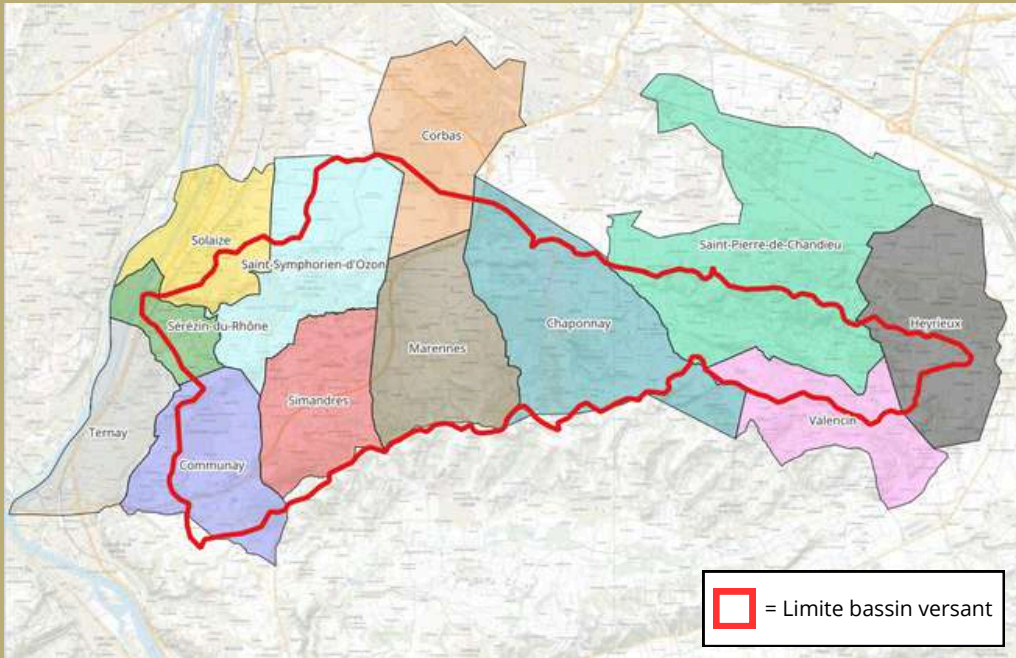 Corbas
Solaize
Saint-Symphorien-d'Ozon
Saint-Pierre-de-Chandieu
Sérézin-du-Rhône
Chaponnay
Heyrieux
Marennes
Simandres
Ternay
Valencin
Communay
= Limite bassin versant